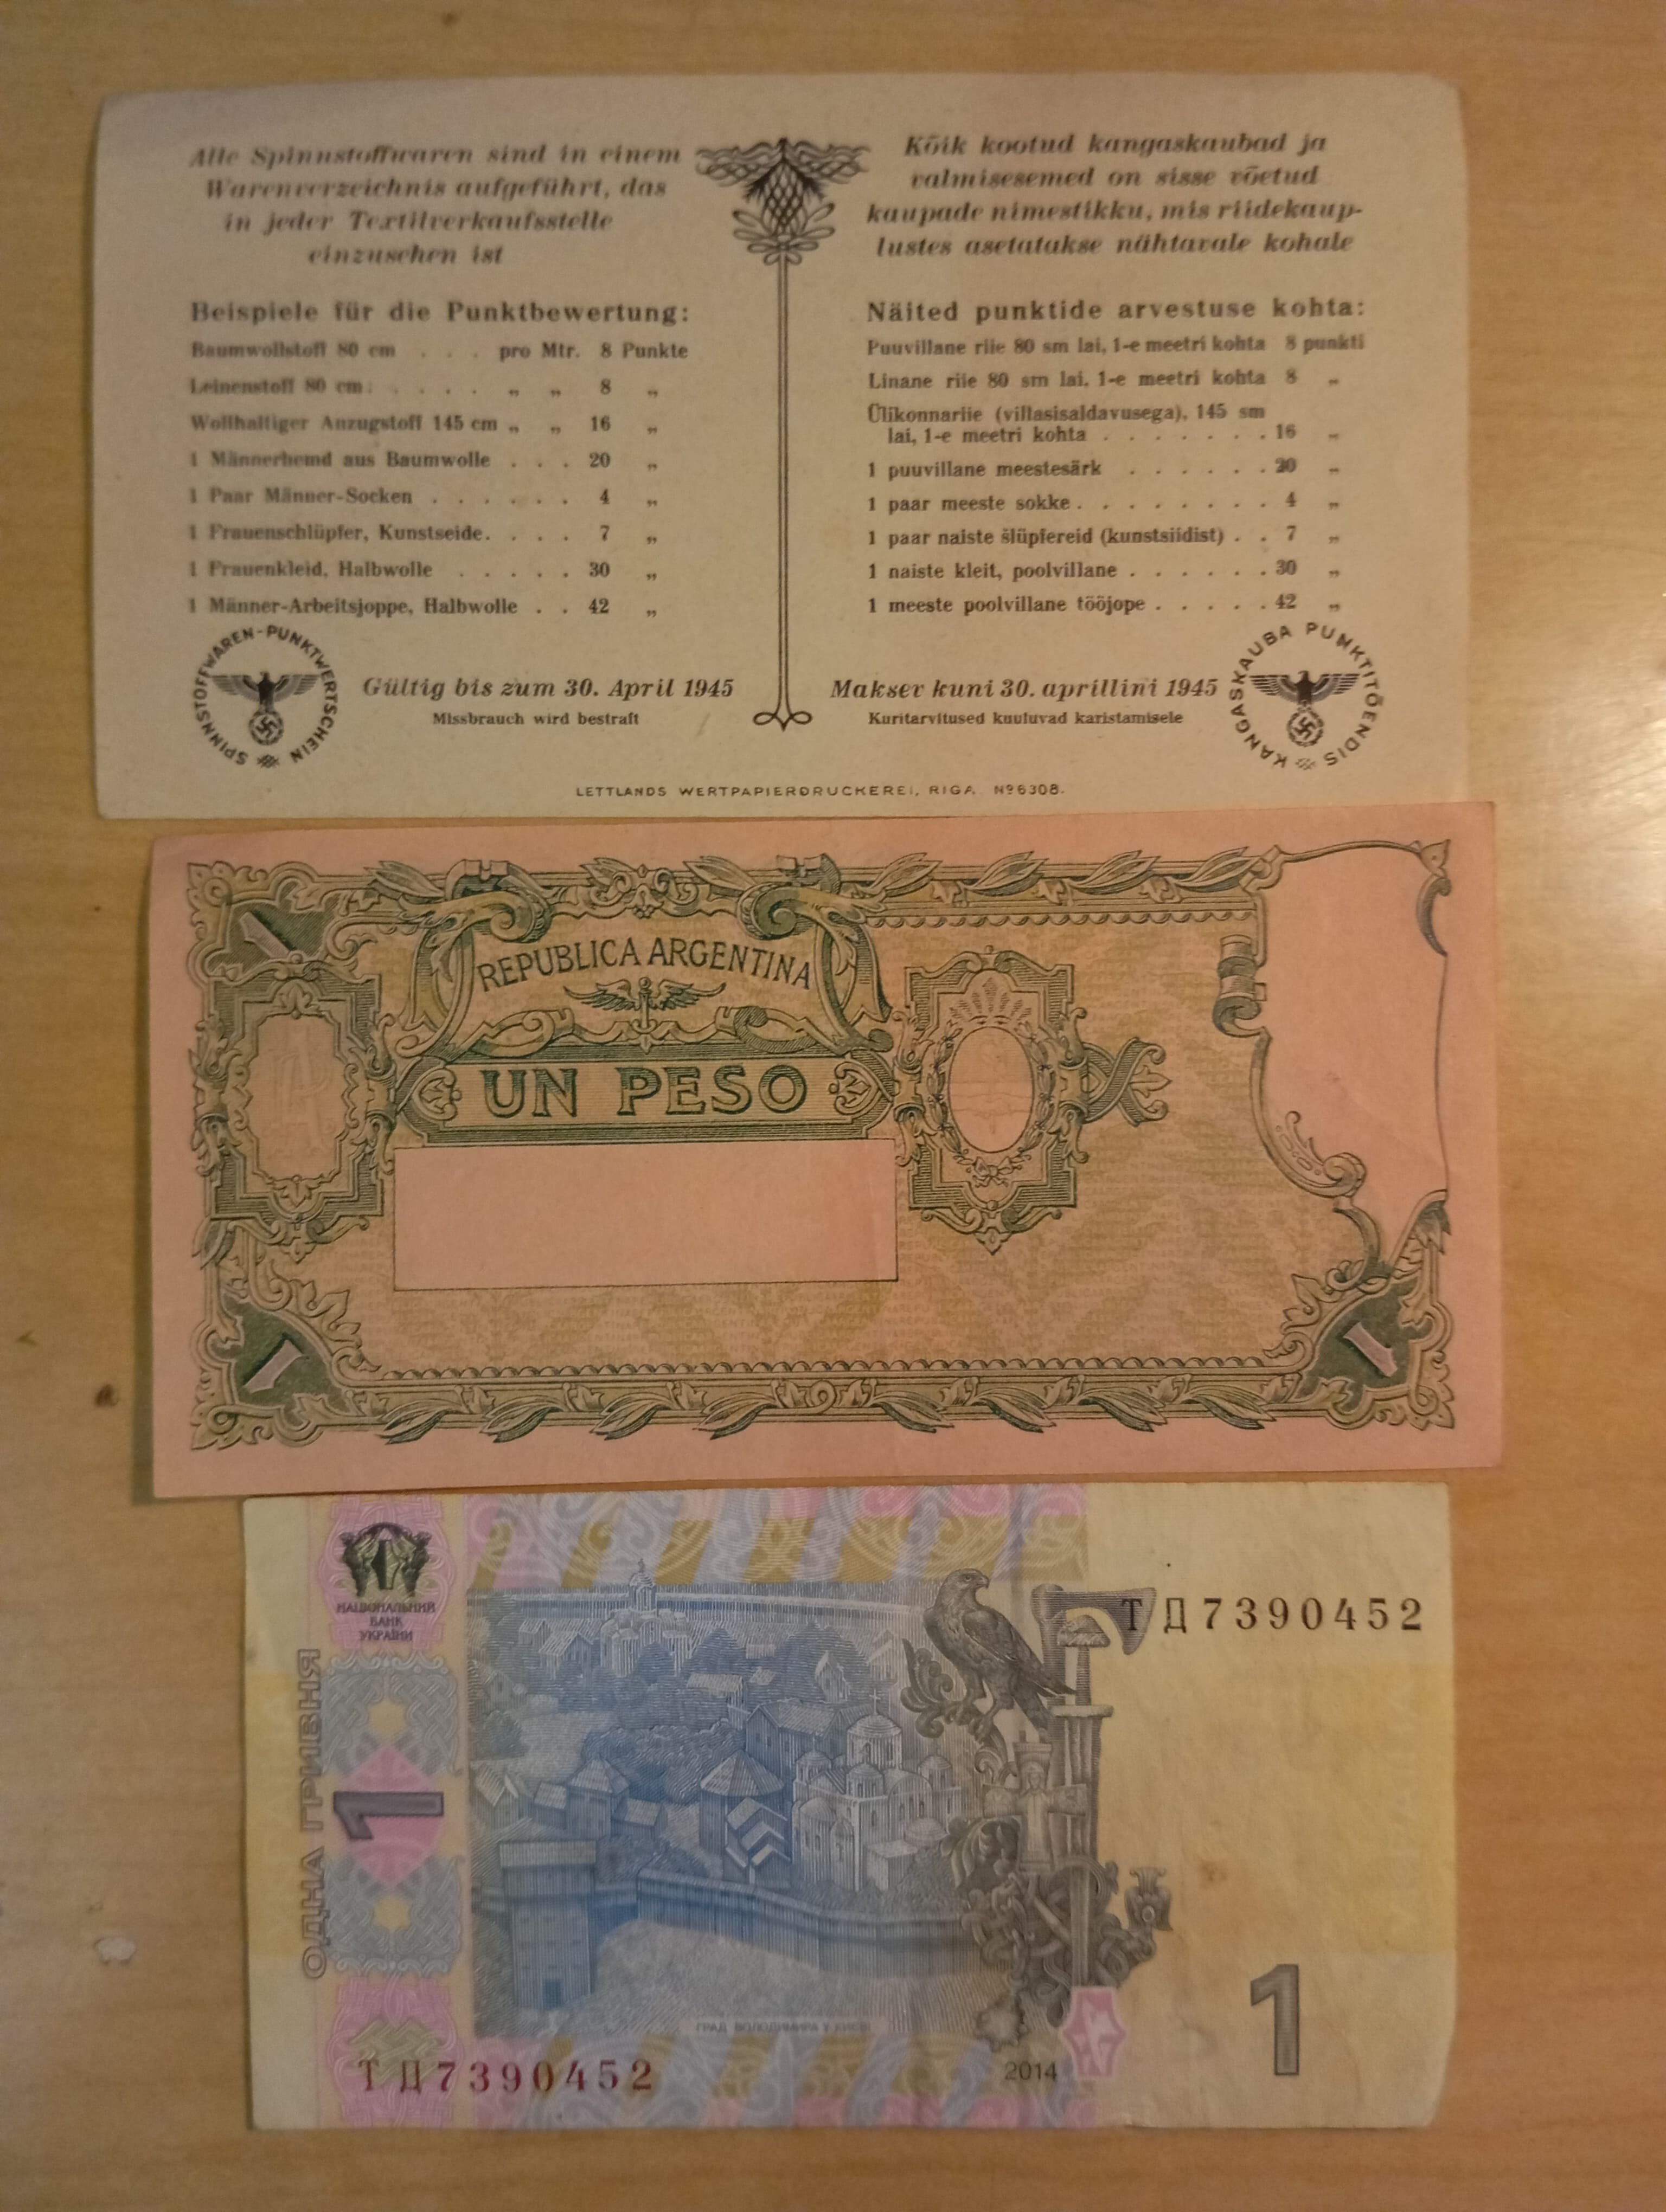 Alle Spinnstoffwaren sind in einem
Warenverzeichnis aufgeführt, das
in jeder Textilverkaufsstelle
einzusehen ist
Beispiele für die Punktbewertung:
Baumwollstoff 80 cm . . . pro Mtr. 8 Punkte
Leinenstoff 80 cm . . . . . „ „ 8 „
Wollhaltiger Anzugstoff 145 cm „ „ 16 „
1 Männerhemd aus Baumwolle . . . 20 „
1 Paar Männer-Socken . . . . . 4 „
1 Frauenschlüpfer, Kunstseide. . . . 7 „
1 Frauenkleid, Halbwolle . . . . . 30 „
1 Männer-Arbeitsjoppe, Halbwolle . . 42 „
SPINNSTOFFWAREN-PUNKTWERTSCHEIN
Gültig bis zum 30. April 1945
Missbrauch wird bestraft
Kõik kootud kangaskaubad ja
valmisesemed on sisse võetud
kaupade nimestikku, mis riidekaup-
lustes asetatakse nähtavale kohale
Näited punktide arvestuse kohta:
Puuvillane riie 80 sm lai, 1-e meetri kohta 8 punkti
Linane riie 80 sm lai, 1-e meetri kohta 8 „
Ülikonnariie (villasisaldavusega), 145 sm
lai, 1-e meetri kohta . . . . . . . 16 „
1 puuvillane meestesärk . . . . . . 20 „
1 paar meeste sokke . . . . . . . . 4 „
1 paar naiste šlüpfereid (kunstsiidist) . . 7 „
1 naiste kleit, poolvillane . . . . . . 30 „
1 meeste poolvillane tööjope . . . . . 42 „
Maksev kuni 30. aprillini 1945
Kuritarvitused kuuluvad karistamisele
KANGASKAUBA PUNKTITÕENDIS
LETTLANDS WERTPAPIERDRUCKEREI, RIGA. Nº 6308.
1
REPUBLICA ARGENTINA
UN PESO
1
1
НАЦІОНАЛЬНИЙ
БАНК
УКРАЇНИ
ТД7390452
ОДНА ГРИВНЯ
1
ГРАД ВОЛОДИМИРА У КИЄВІ
ТД7390452
2014
1